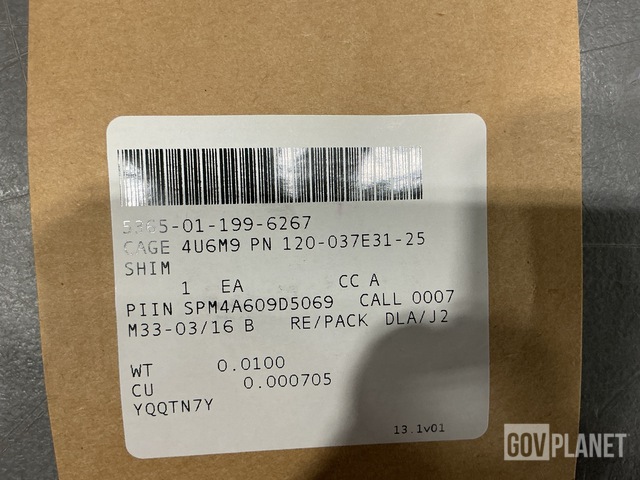 5365-01-199-6267
CAGE 4U6M9 PN 120-037E31-25
SHIM
1 EA CC A
PIIN SPM4A609D5069 CALL 0007
M33-03/16 B RE/PACK DLA/J2
WT 0.0100
CU 0.000705
YQQTN7Y
13.1v01
GOVPLANET